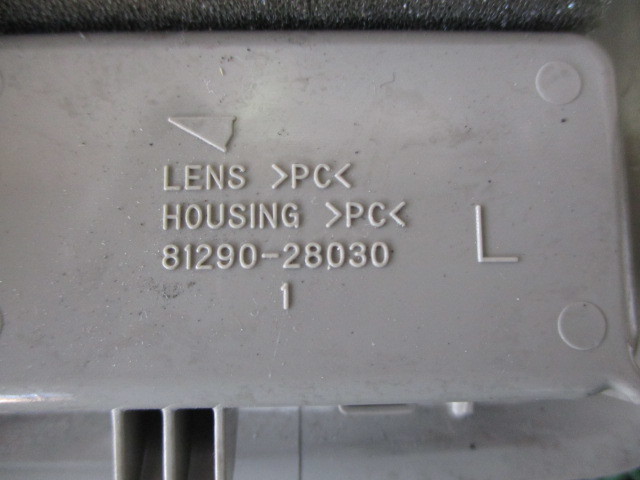 LENS >PC<
HOUSING >PC<
81290-28030
1
L